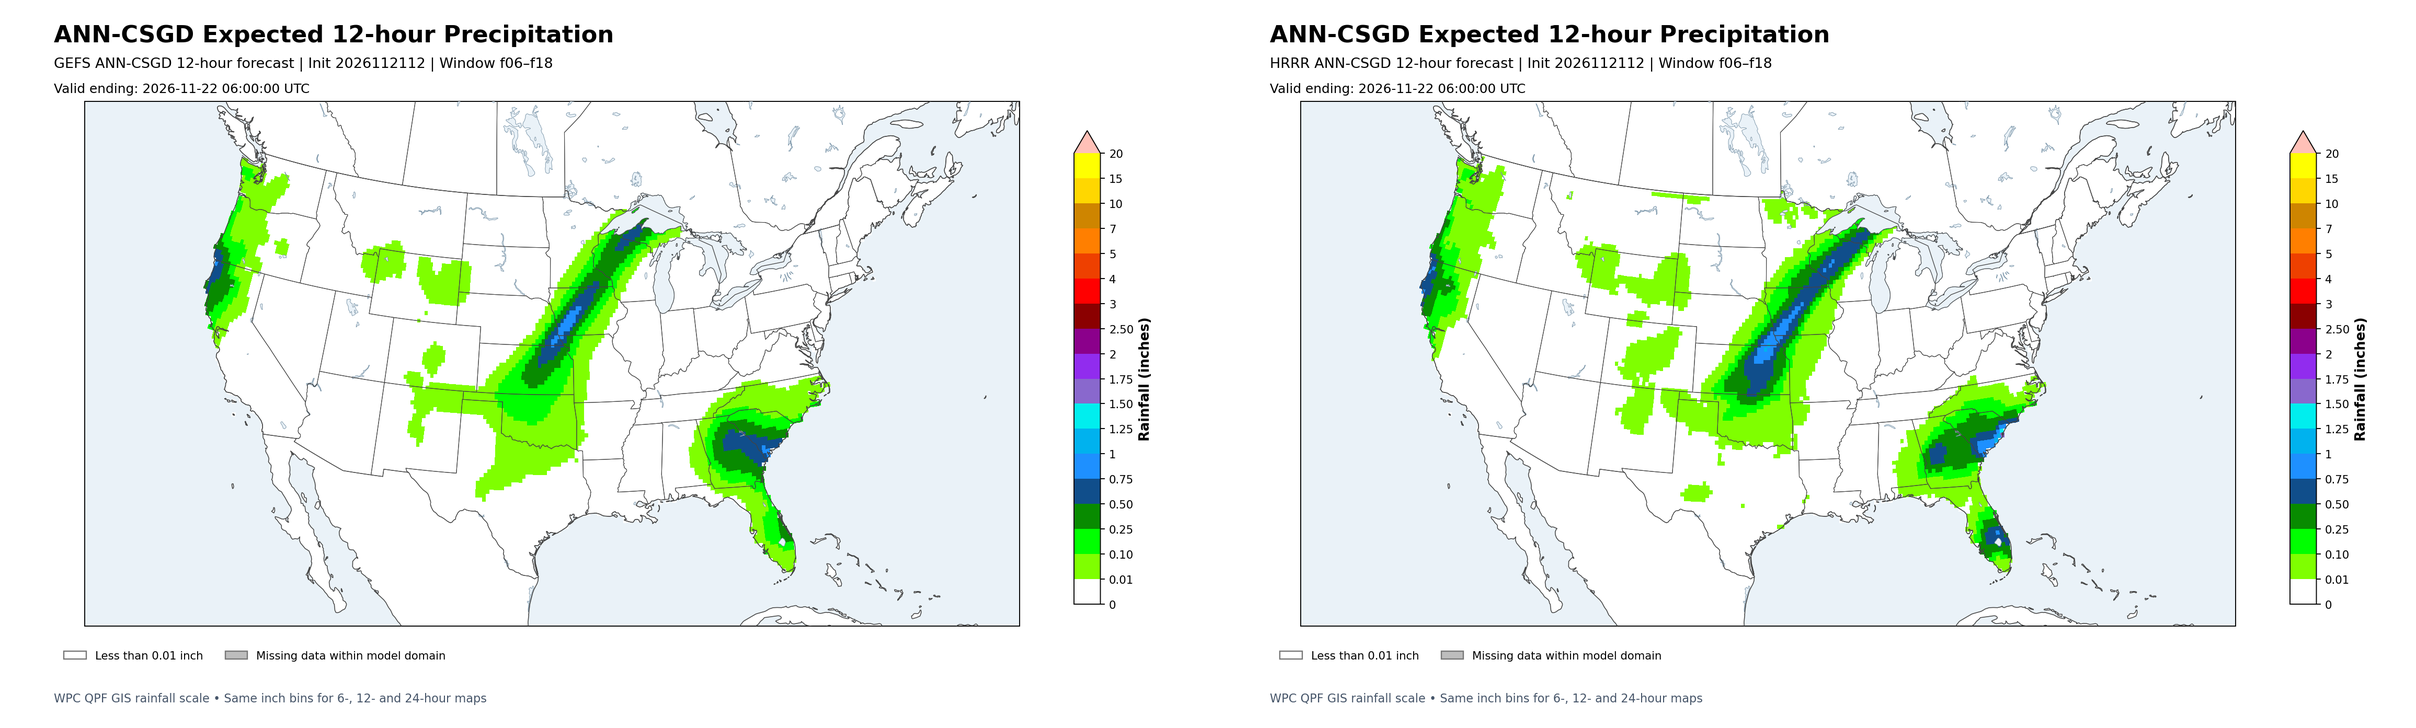 ANN-CSGD Expected 12-hour Precipitation
GEFS ANN-CSGD 12-hour forecast | Init 2026112112 | Window f06–f18
Valid ending: 2026-11-22 06:00:00 UTC
20
15
10
7
5
4
3
2.50
2
1.75
1.50
1.25
1
0.75
0.50
0.25
0.10
0.01
0
Rainfall (inches)
Less than 0.01 inch
Missing data within model domain
WPC QPF GIS rainfall scale • Same inch bins for 6-, 12- and 24-hour maps
ANN-CSGD Expected 12-hour Precipitation
HRRR ANN-CSGD 12-hour forecast | Init 2026112112 | Window f06–f18
Valid ending: 2026-11-22 06:00:00 UTC
20
15
10
7
5
4
3
2.50
2
1.75
1.50
1.25
1
0.75
0.50
0.25
0.10
0.01
0
Rainfall (inches)
Less than 0.01 inch
Missing data within model domain
WPC QPF GIS rainfall scale • Same inch bins for 6-, 12- and 24-hour maps